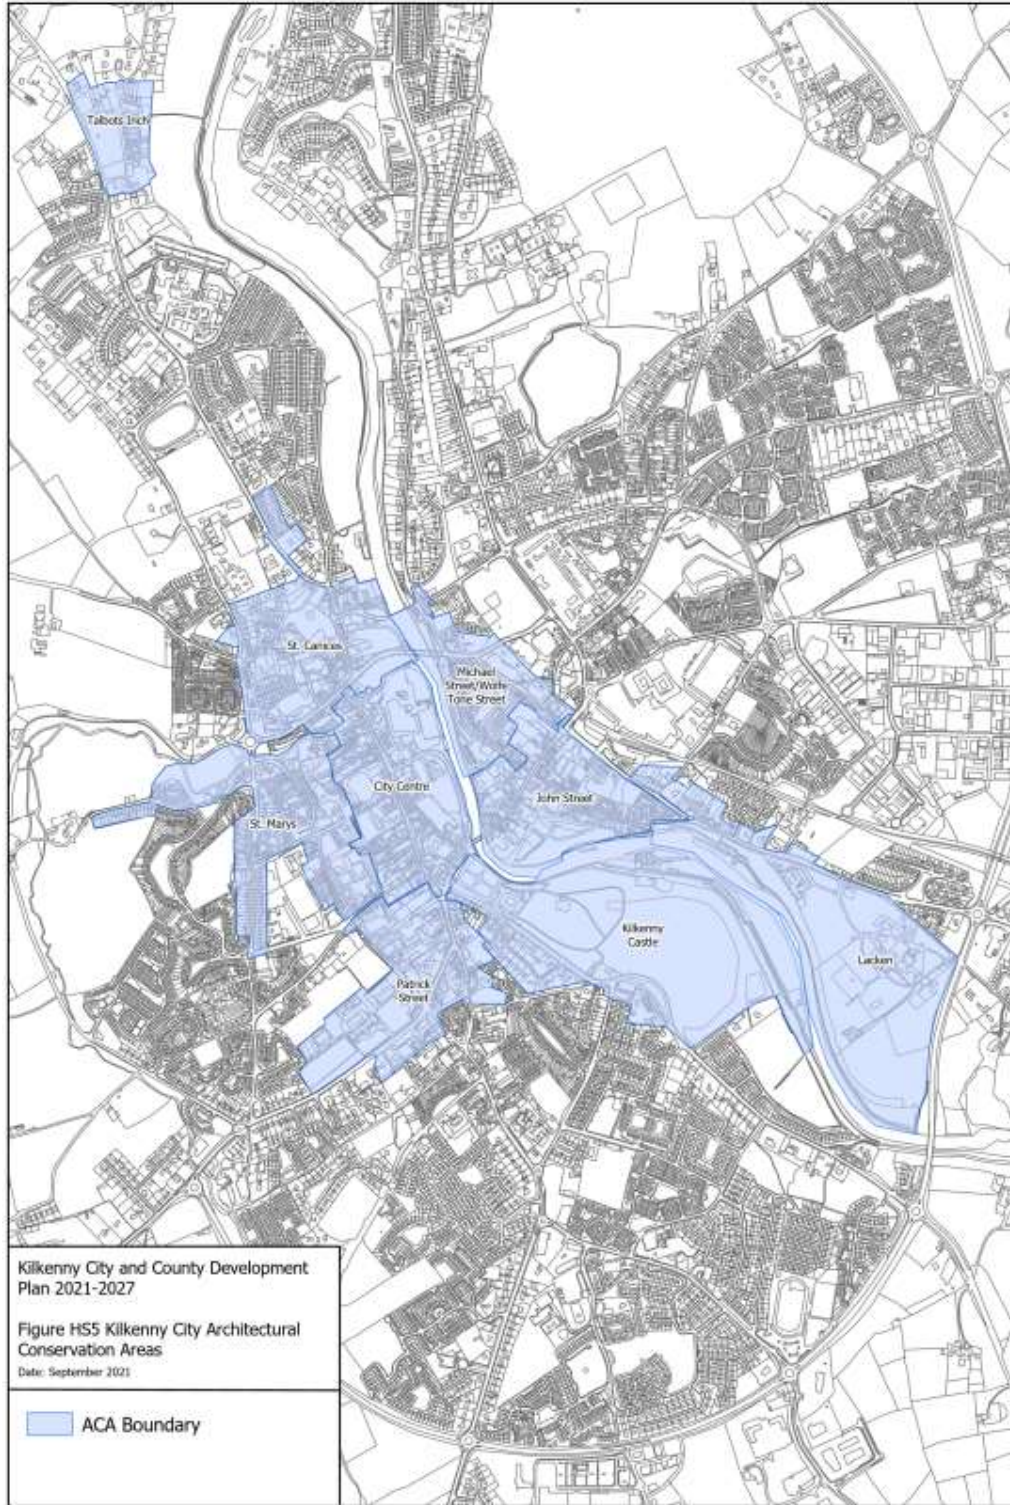 Talbots Inch
St. Canices
Michael
Street/Wolfe
Tone Street
City Centre
John Street
St. Marys
Kilkenny
Castle
Lacken
Patrick
Street
Kilkenny City and County Development
Plan 2021-2027
Figure HS5 Kilkenny City Architectural
Conservation Areas
Date: September 2021
ACA Boundary